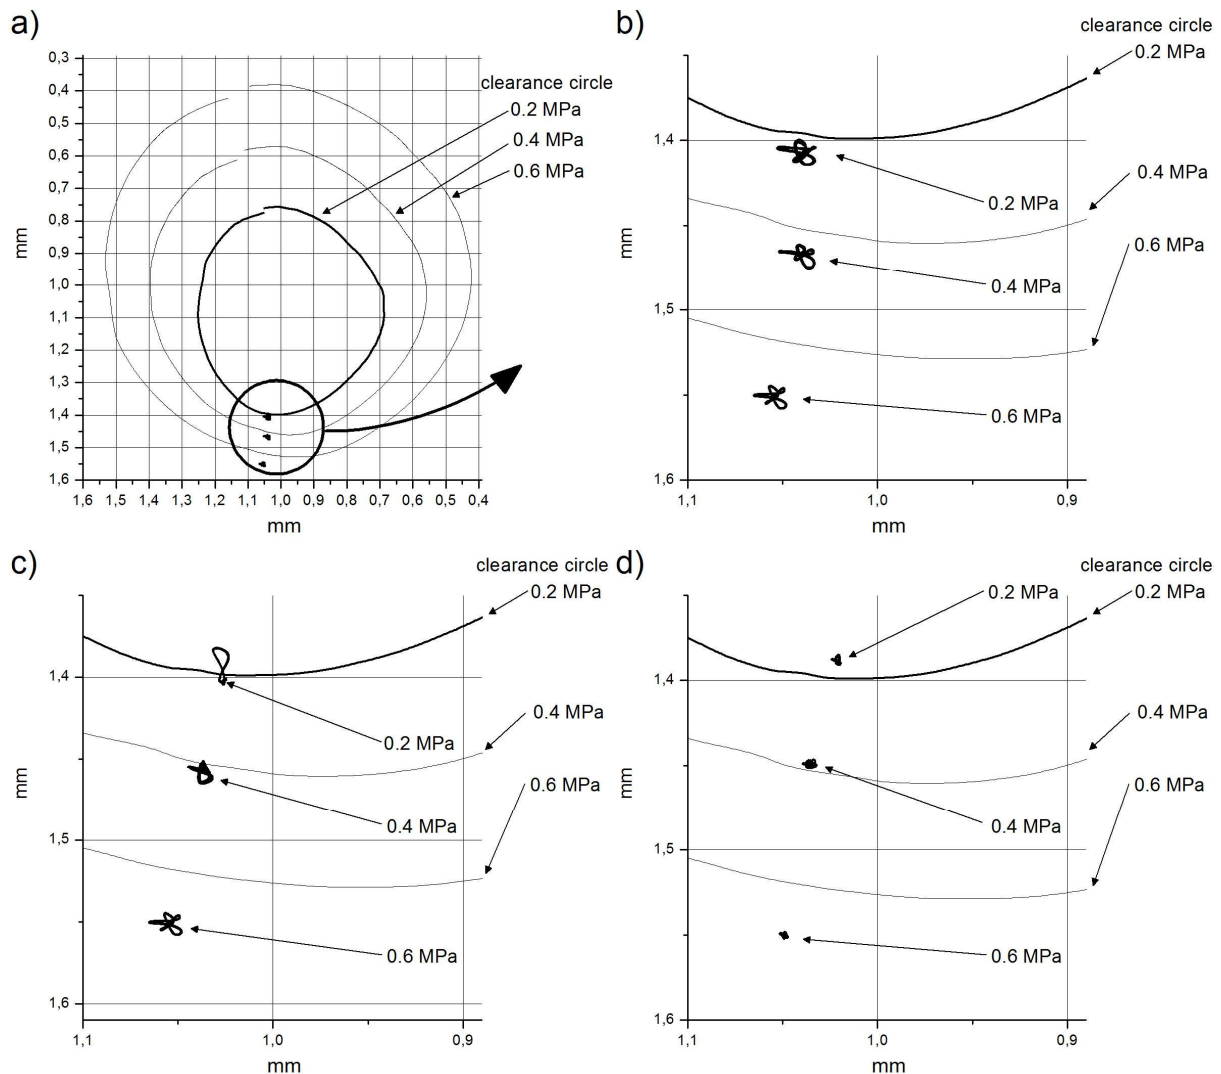 a)
clearance circle
0.2 MPa
0.4 MPa
0.6 MPa
0,3
0,4
0,5
0,6
0,7
0,8
0,9
1,0
1,1
1,2
1,3
1,4
1,5
1,6
mm
1,6 1,5 1,4 1,3 1,2 1,1 1,0 0,9 0,8 0,7 0,6 0,5 0,4
mm
b)
clearance circle
0.2 MPa
0.4 MPa
0.6 MPa
0.2 MPa
0.4 MPa
0.6 MPa
1,4
1,5
1,6
mm
1,1 1,0 0,9
mm
c)
clearance circle
0.2 MPa
0.4 MPa
0.6 MPa
0.2 MPa
0.4 MPa
0.6 MPa
1,4
1,5
1,6
mm
1,1 1,0 0,9
mm
d)
clearance circle
0.2 MPa
0.2 MPa
0.4 MPa
0.6 MPa
0.4 MPa
0.6 MPa
1,4
1,5
1,6
mm
1,1 1,0 0,9
mm